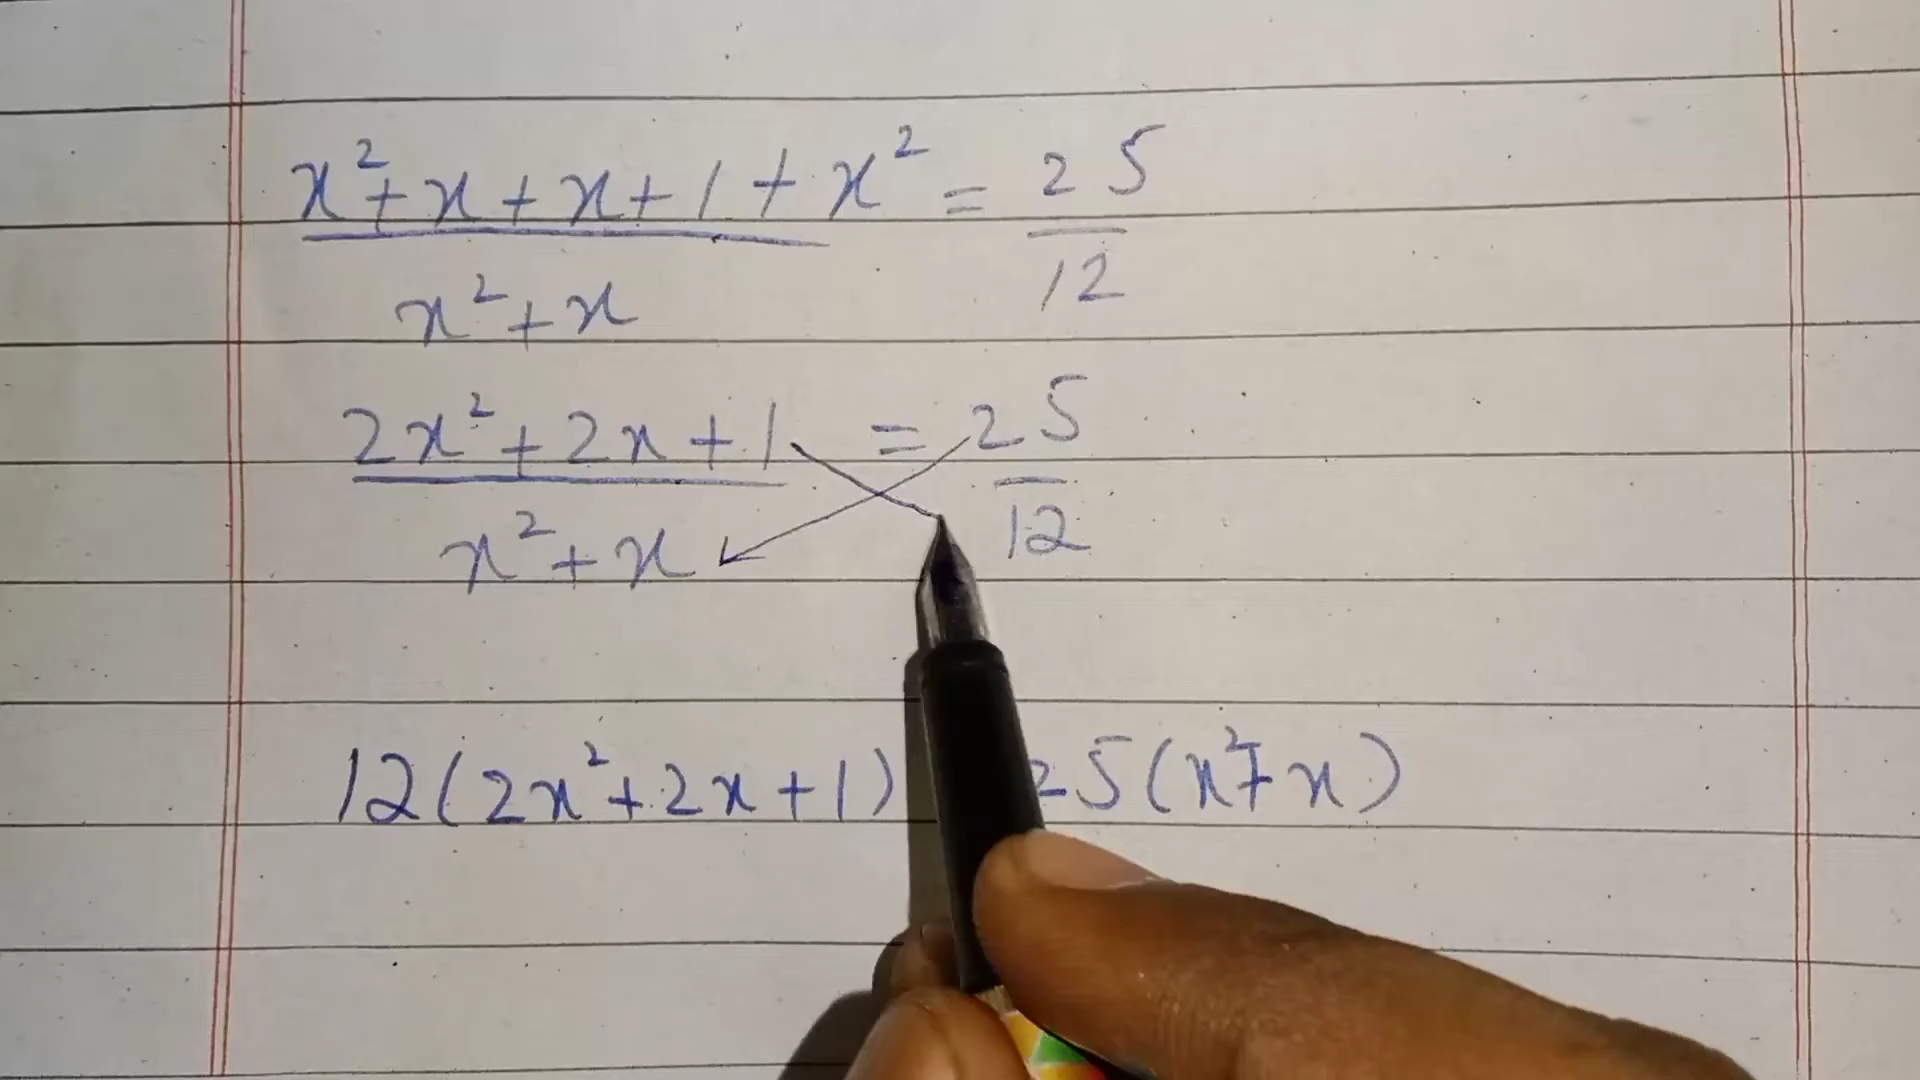 x²+x+x+1+x² = 25
x²+x 12
2x²+2x+1 = 25
x²+x 12
12(2x²+2x+1) 25(x²+x)